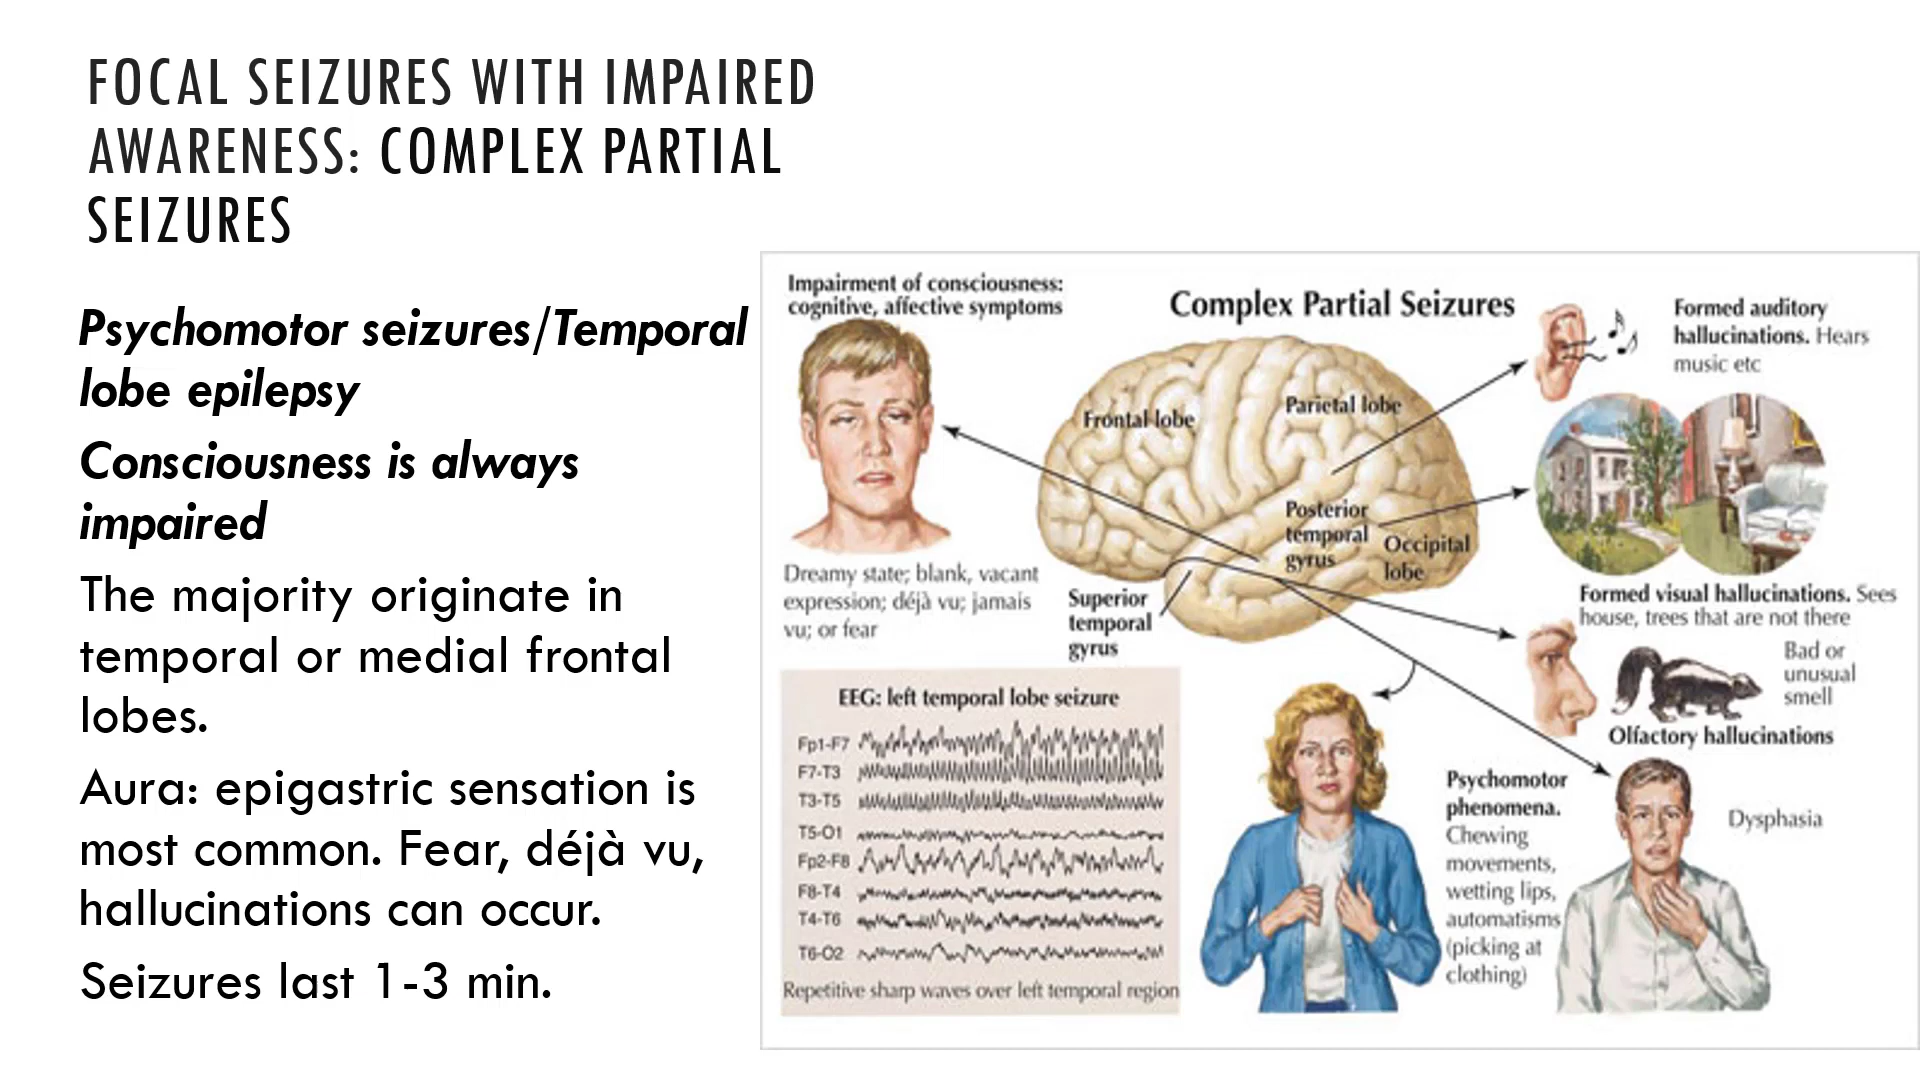 FOCAL SEIZURES WITH IMPAIRED
AWARENESS: COMPLEX PARTIAL
SEIZURES
Psychomotor seizures/Temporal
lobe epilepsy
Consciousness is always
impaired
The majority originate in
temporal or medial frontal
lobes.
Aura: epigastric sensation is
most common. Fear, déjà vu,
hallucinations can occur.
Seizures last 1-3 min.
Impairment of consciousness:
cognitive, affective symptoms
Complex Partial Seizures
Formed auditory
hallucinations. Hears
music etc
Frontal lobe
Parietal lobe
Posterior
temporal
gyrus
Occipital
lobe
Superior
temporal
gyrus
Dreamy state; blank, vacant
expression; déjà vu; jamais
vu; or fear
Formed visual hallucinations. Sees
house, trees that are not there
Bad or
unusual
smell
Olfactory hallucinations
EEG: left temporal lobe seizure
Fp1-F7
F7-T3
T3-T5
T5-O1
Fp2-F8
F8-T4
T4-T6
T6-O2
Repetitive sharp waves over left temporal region
Psychomotor
phenomena.
Chewing
movements,
wetting lips,
automatisms
(picking at
clothing)
Dysphasia